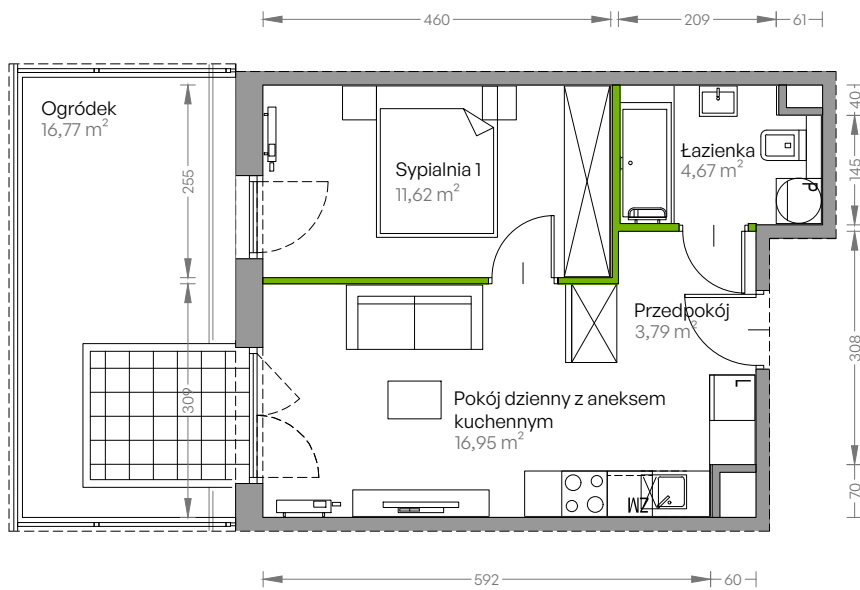 460
209
61
Ogródek
16,77 m²
40
Sypialnia 1
11,62 m²
Łazienka
4,67 m²
145
255
P
Przedpokój
3,79 m²
308
309
L
Pokój dzienny z aneksem
kuchennym
16,95 m²
ZM
70
592
60